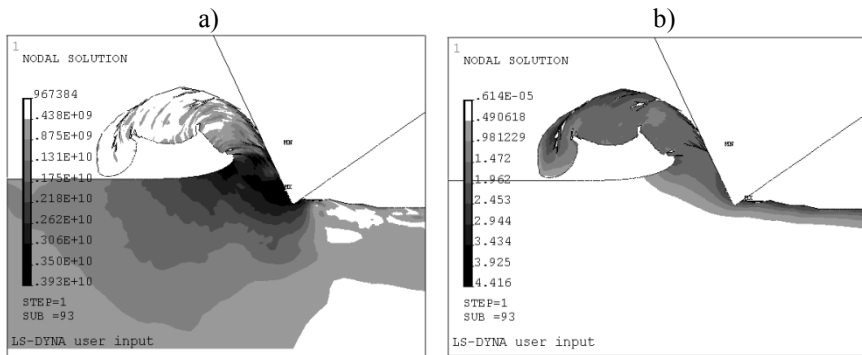 a)
1
NODAL SOLUTION
967384
.438E+09
.875E+09
.131E+10
.175E+10
.218E+10
.262E+10
.306E+10
.350E+10
.393E+10
MX
STEP=1
SUB =93
LS-DYNA user input
b)
1
NODAL SOLUTION
.614E-05
.490618
.981229
1.472
1.962
2.453
2.944
3.434
3.925
4.416
STEP=1
SUB =93
LS-DYNA user input